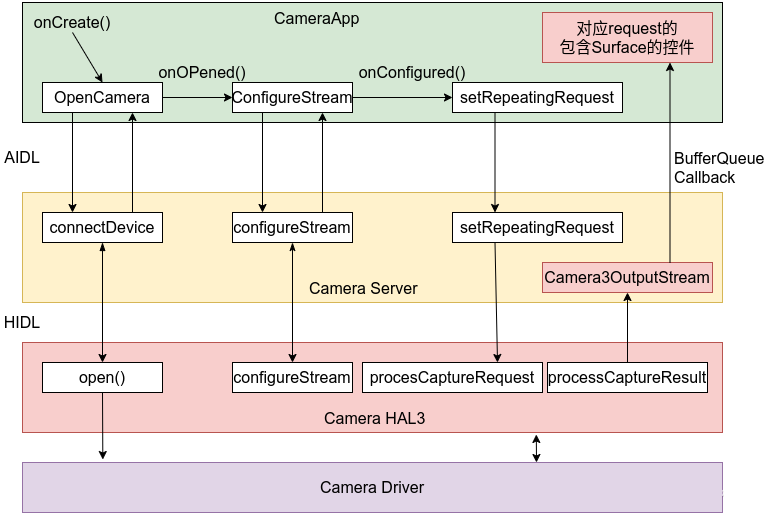 CameraApp
onCreate()
对应request的
包含Surface的控件
onOPened()
onConfigured()
OpenCamera
ConfigureStream
setRepeatingRequest
AIDL
BufferQueue
Callback
connectDevice
configureStream
setRepeatingRequest
Camera3OutputStream
Camera Server
HIDL
open()
configureStream
procesCaptureRequest
processCaptureResult
Camera HAL3
Camera Driver